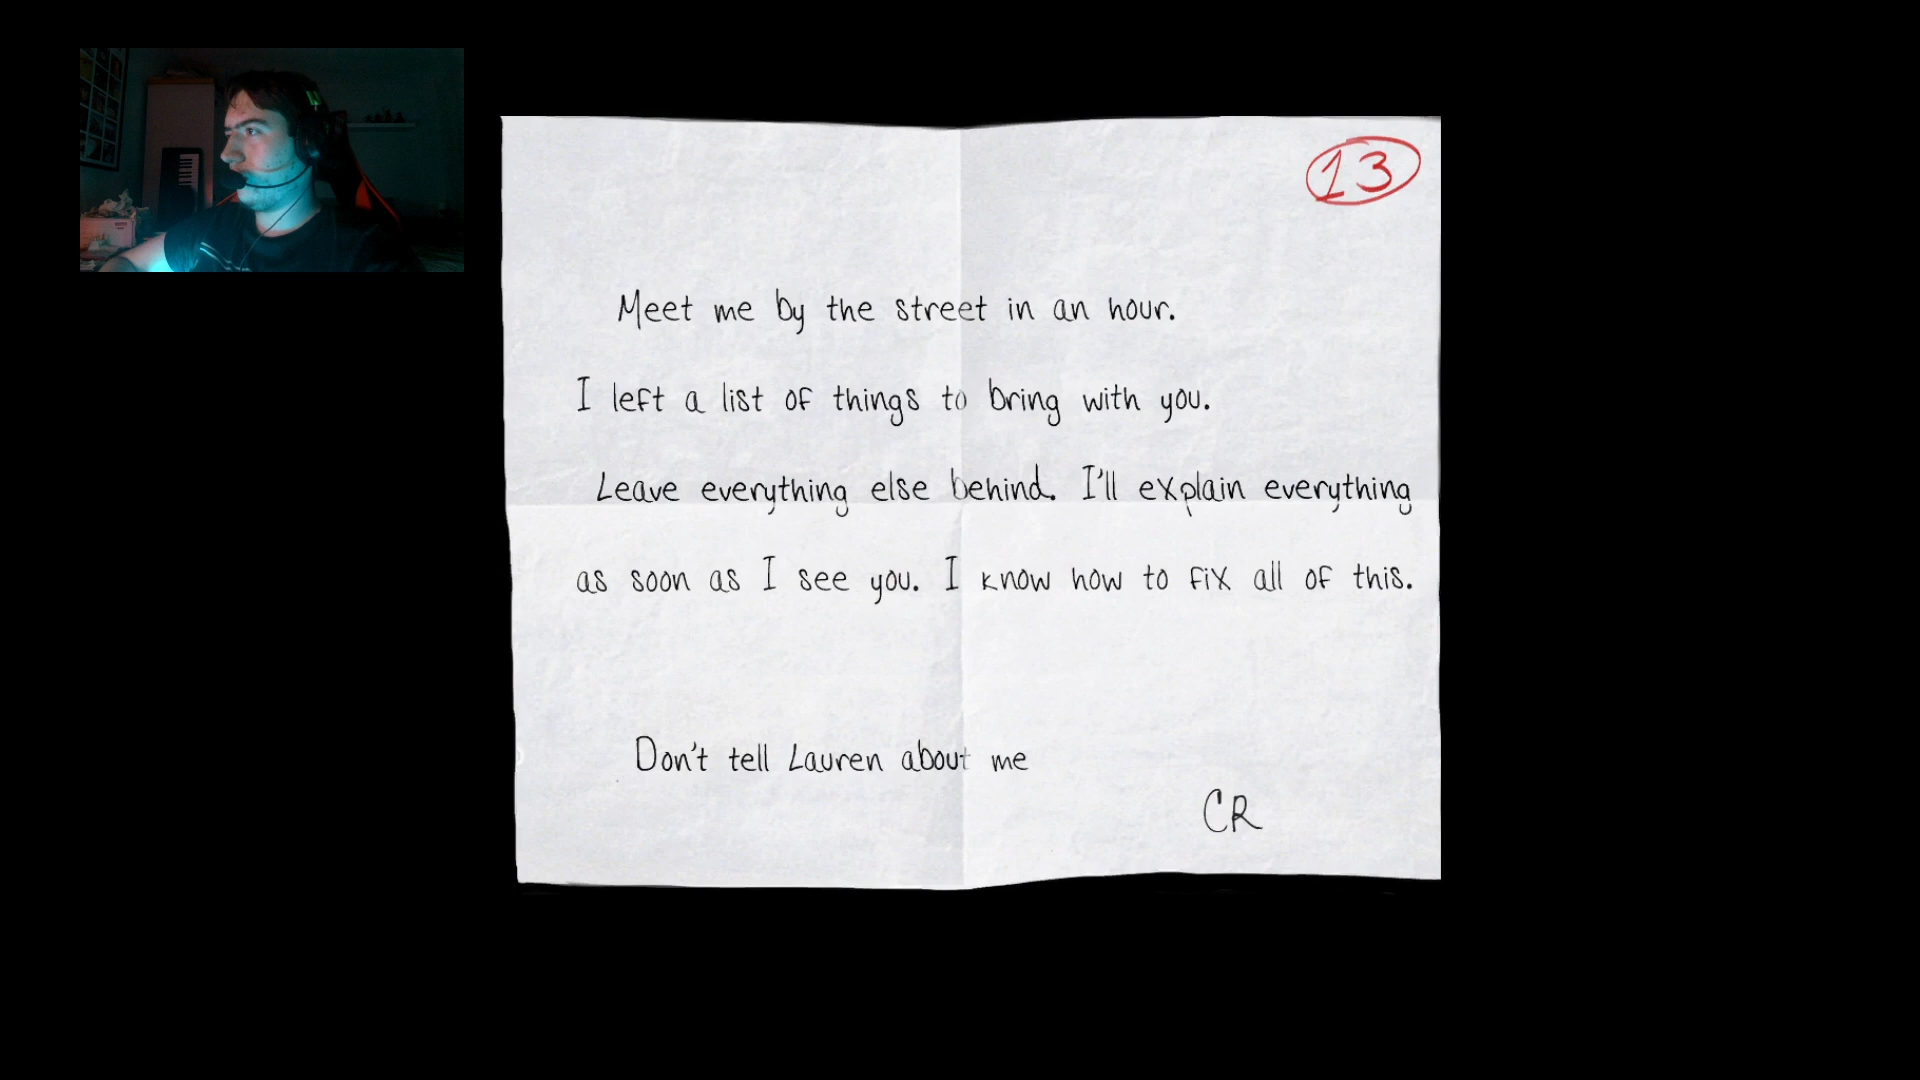 13
Meet me by the street in an hour.
I left a list of things to bring with you.
Leave everything else behind. I'll explain everything
as soon as I see you. I know how to fix all of this.
Don't tell Lauren about me
CR